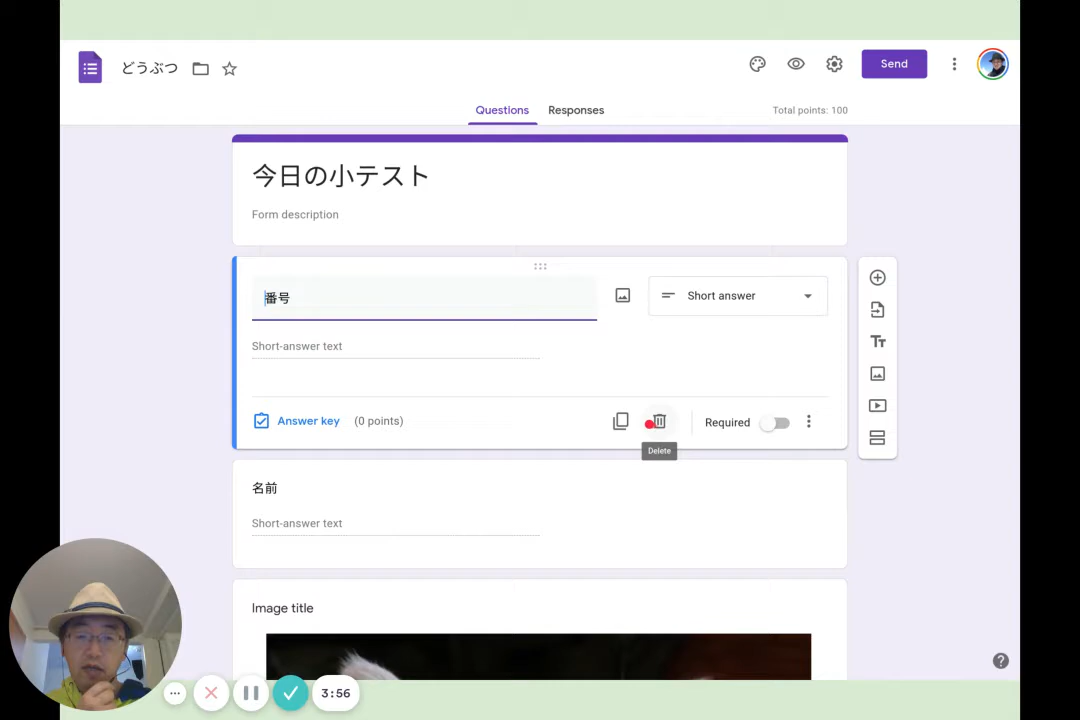 どうぶつ
Send
Questions
Responses
Total points: 100
今日の小テスト
Form description
番号
Short answer
Short-answer text
Answer key
(0 points)
Required
Delete
名前
Short-answer text
Image title
3:56